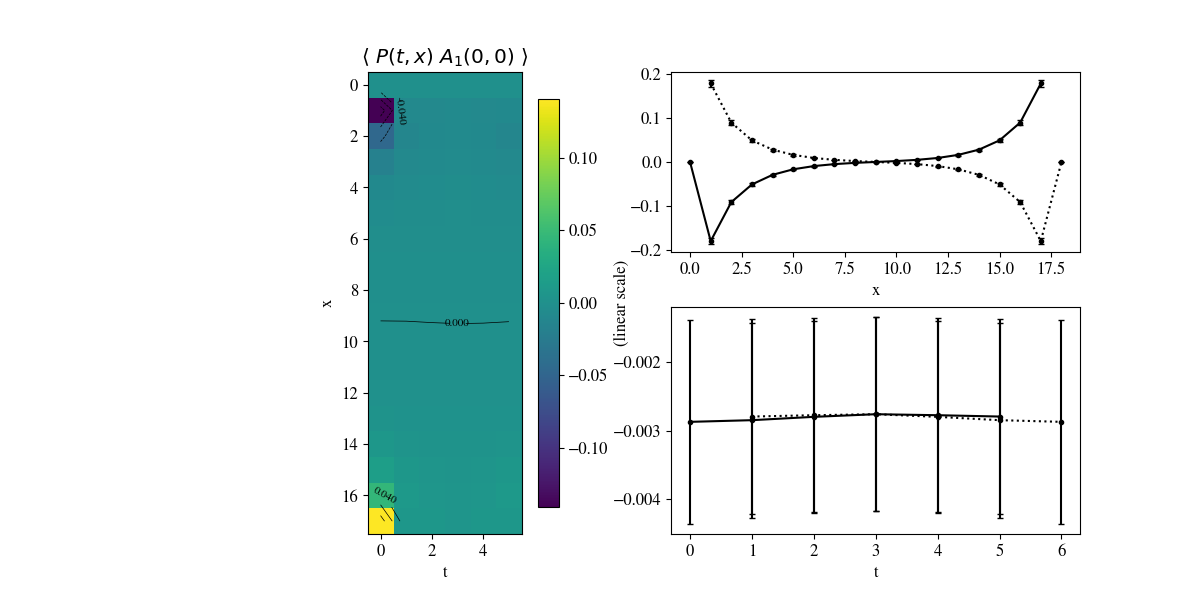 ⟨ P(t, x) A₁(0, 0) ⟩
0
2
4
6
8
10
12
14
16
x
0 2 4
t
-0.040
0.000
0.040
0.10
0.05
0.00
−0.05
−0.10
0.2
0.1
0.0
−0.1
−0.2
0.0 2.5 5.0 7.5 10.0 12.5 15.0 17.5
x
(linear scale)
−0.002
−0.003
−0.004
0 1 2 3 4 5 6
t